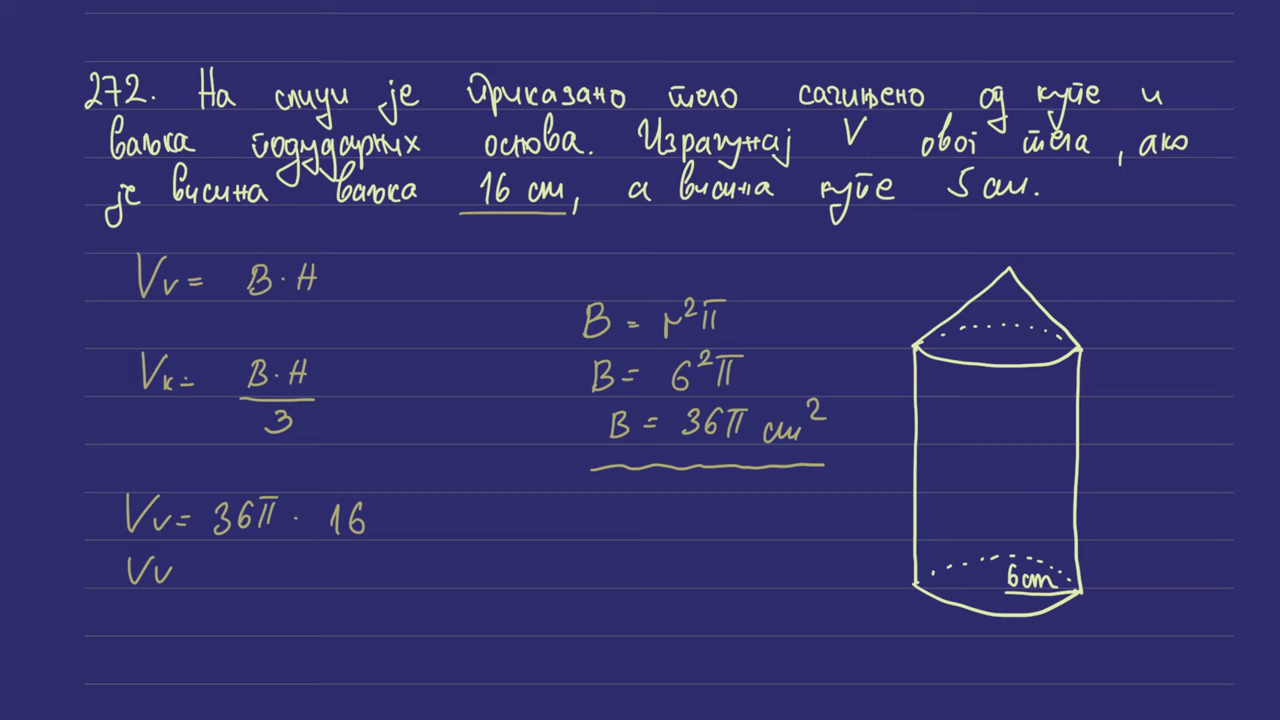 272. На слици је приказано тело сачињено од купе и
ваљка подударних основа. Израчунај V овог тела, ако
је висина ваљка 16 cm, а висина купе 5 cm.
Vv = B · H
B = r²π
Vк = B · H / 3
B = 6²π
B = 36π cm²
Vv = 36π · 16
Vv
6cm